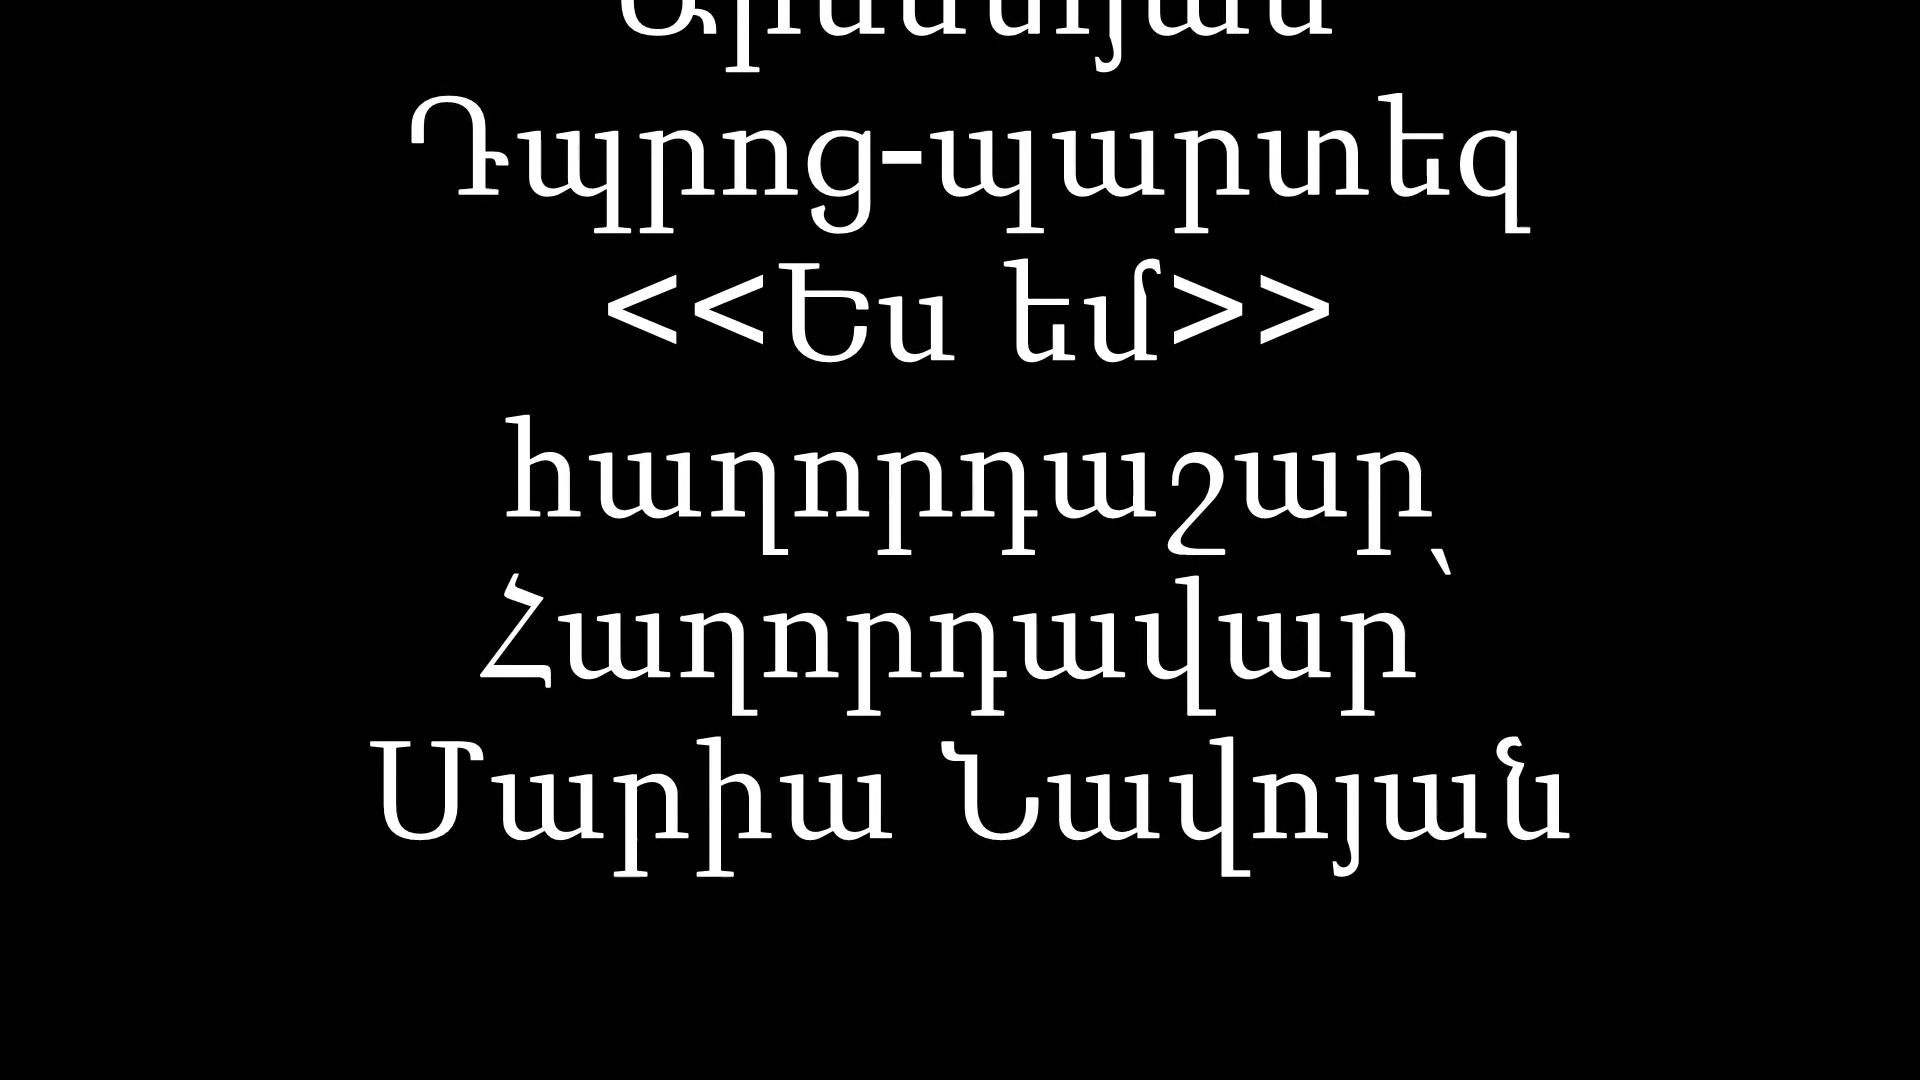 Դպրոց-պարտեզ
<<Ես եմ>>
հաղորդաշար
Հաղորդավար՝
Մարիա Նավոյան